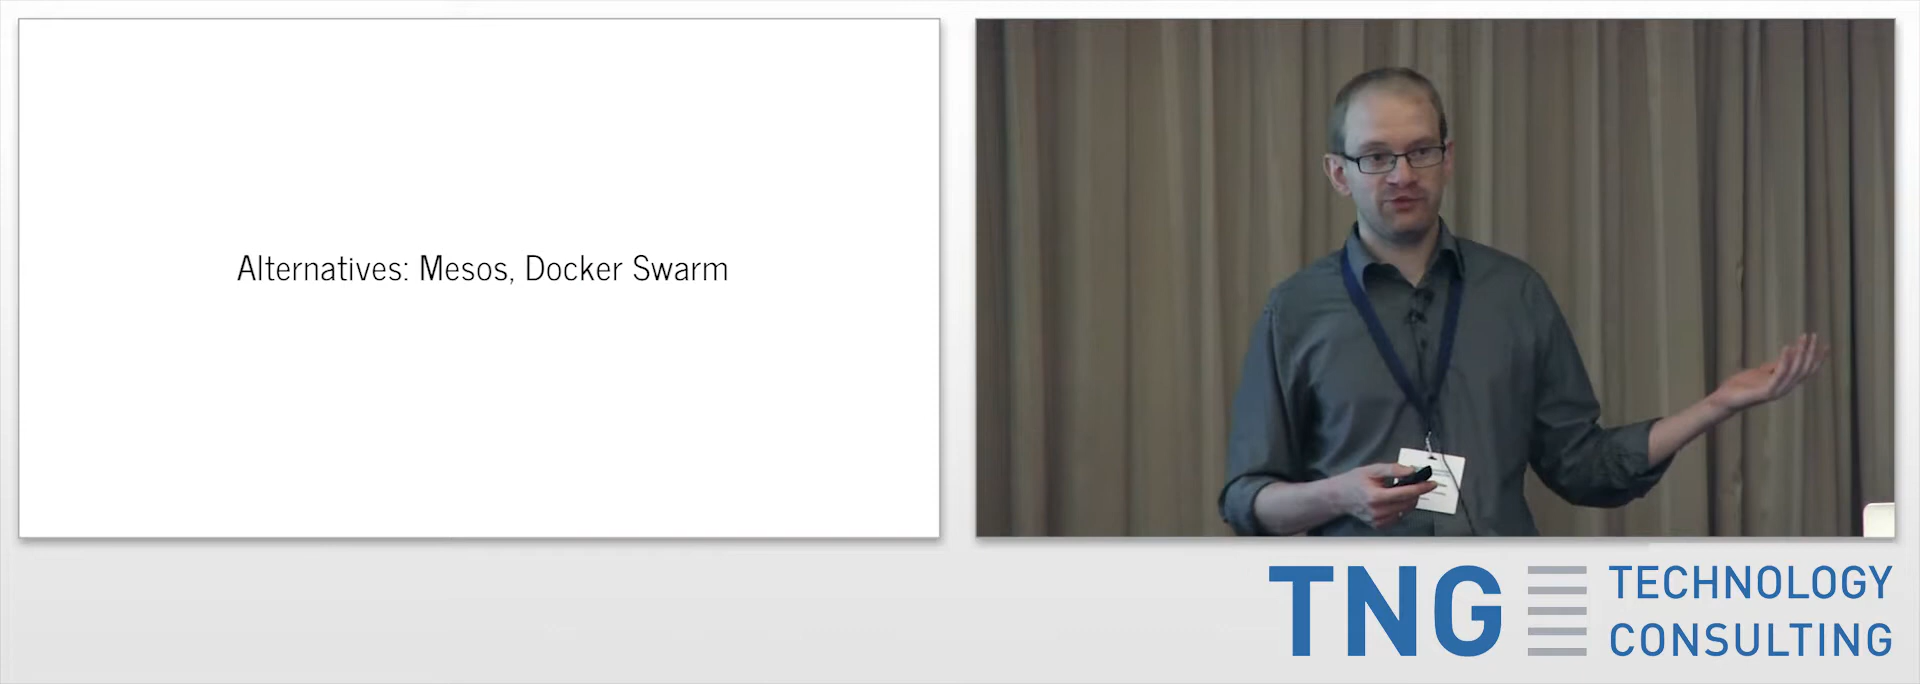 Alternatives: Mesos, Docker Swarm
TNG TECHNOLOGY
CONSULTING